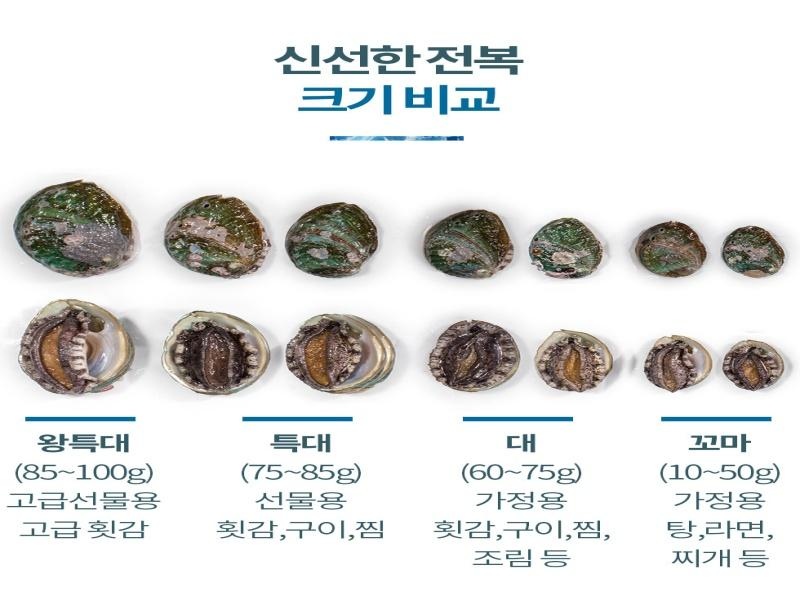 신선한 전복
크기 비교
왕특대
(85~100g)
고급선물용
고급 횟감
특대
(75~85g)
선물용
횟감,구이,찜
대
(60~75g)
가정용
횟감,구이,찜,
조림 등
꼬마
(10~50g)
가정용
탕,라면,
찌개 등